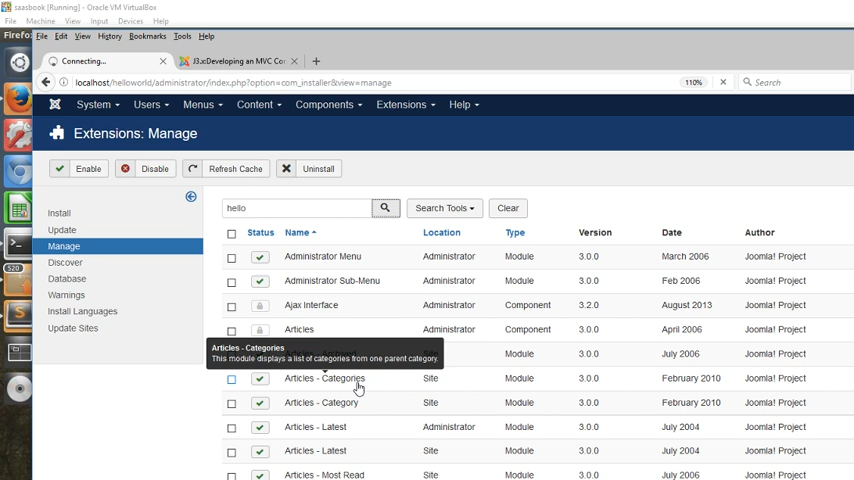 saasbook [Running] - Oracle VM VirtualBox
File Machine View Input Devices Help
Firefo
File Edit View History Bookmarks Tools Help
Connecting...
J3.x:Developing an MVC Co
localhost/helloworld/administrator/index.php?option=com_installer&view=manage
110%
Search
System Users Menus Content Components Extensions Help
Extensions: Manage
Enable Disable Refresh Cache Uninstall
Install
Update
Manage
Discover
Database
Warnings
Install Languages
Update Sites
520
hello Search Tools Clear
Status Name Location Type Version Date Author
Administrator Menu Administrator Module 3.0.0 March 2006 Joomla! Project
Administrator Sub-Menu Administrator Module 3.0.0 Feb 2006 Joomla! Project
Ajax Interface Administrator Component 3.2.0 August 2013 Joomla! Project
Articles Administrator Component 3.0.0 April 2006 Joomla! Project
Articles - Categories
This module displays a list of categories from one parent category.
Module 3.0.0 July 2006 Joomla! Project
Articles - Categories Site Module 3.0.0 February 2010 Joomla! Project
Articles - Category Site Module 3.0.0 February 2010 Joomla! Project
Articles - Latest Administrator Module 3.0.0 July 2004 Joomla! Project
Articles - Latest Site Module 3.0.0 July 2004 Joomla! Project
Articles - Most Read Site Module 3.0.0 July 2006 Joomla! Project